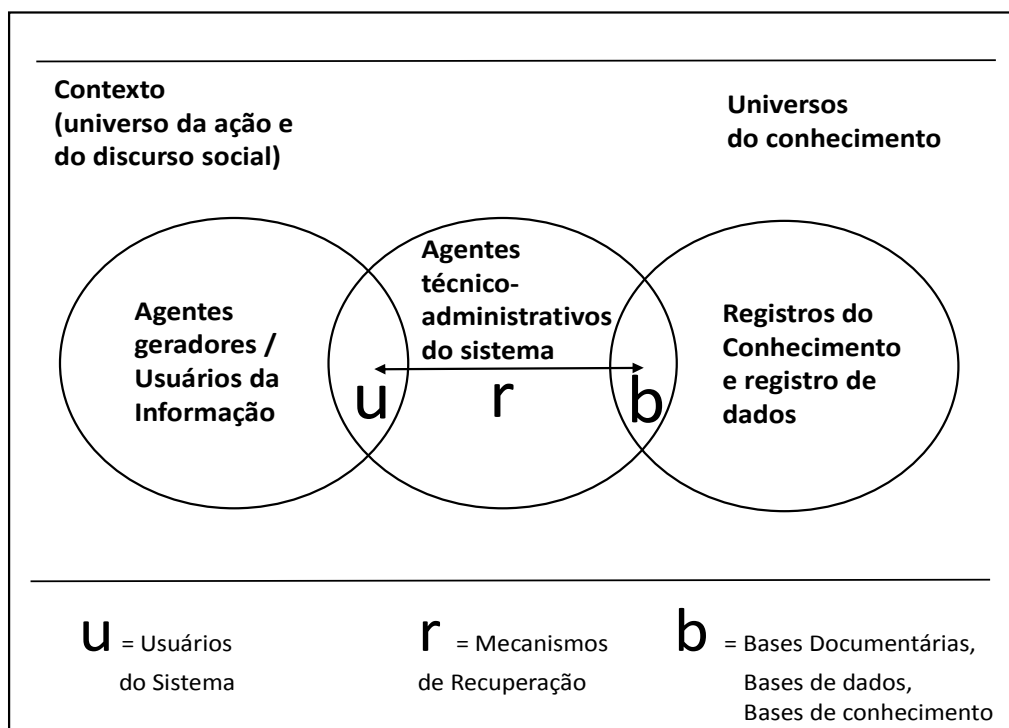 Contexto
(universo da ação e
do discurso social)
Universos
do conhecimento
Agentes
geradores /
Usuários da
Informação
Agentes
técnico-
administrativos
do sistema
Registros do
Conhecimento
e registro de
dados
u
r
b
u = Usuários
do Sistema
r = Mecanismos
de Recuperação
b = Bases Documentárias,
Bases de dados,
Bases de conhecimento